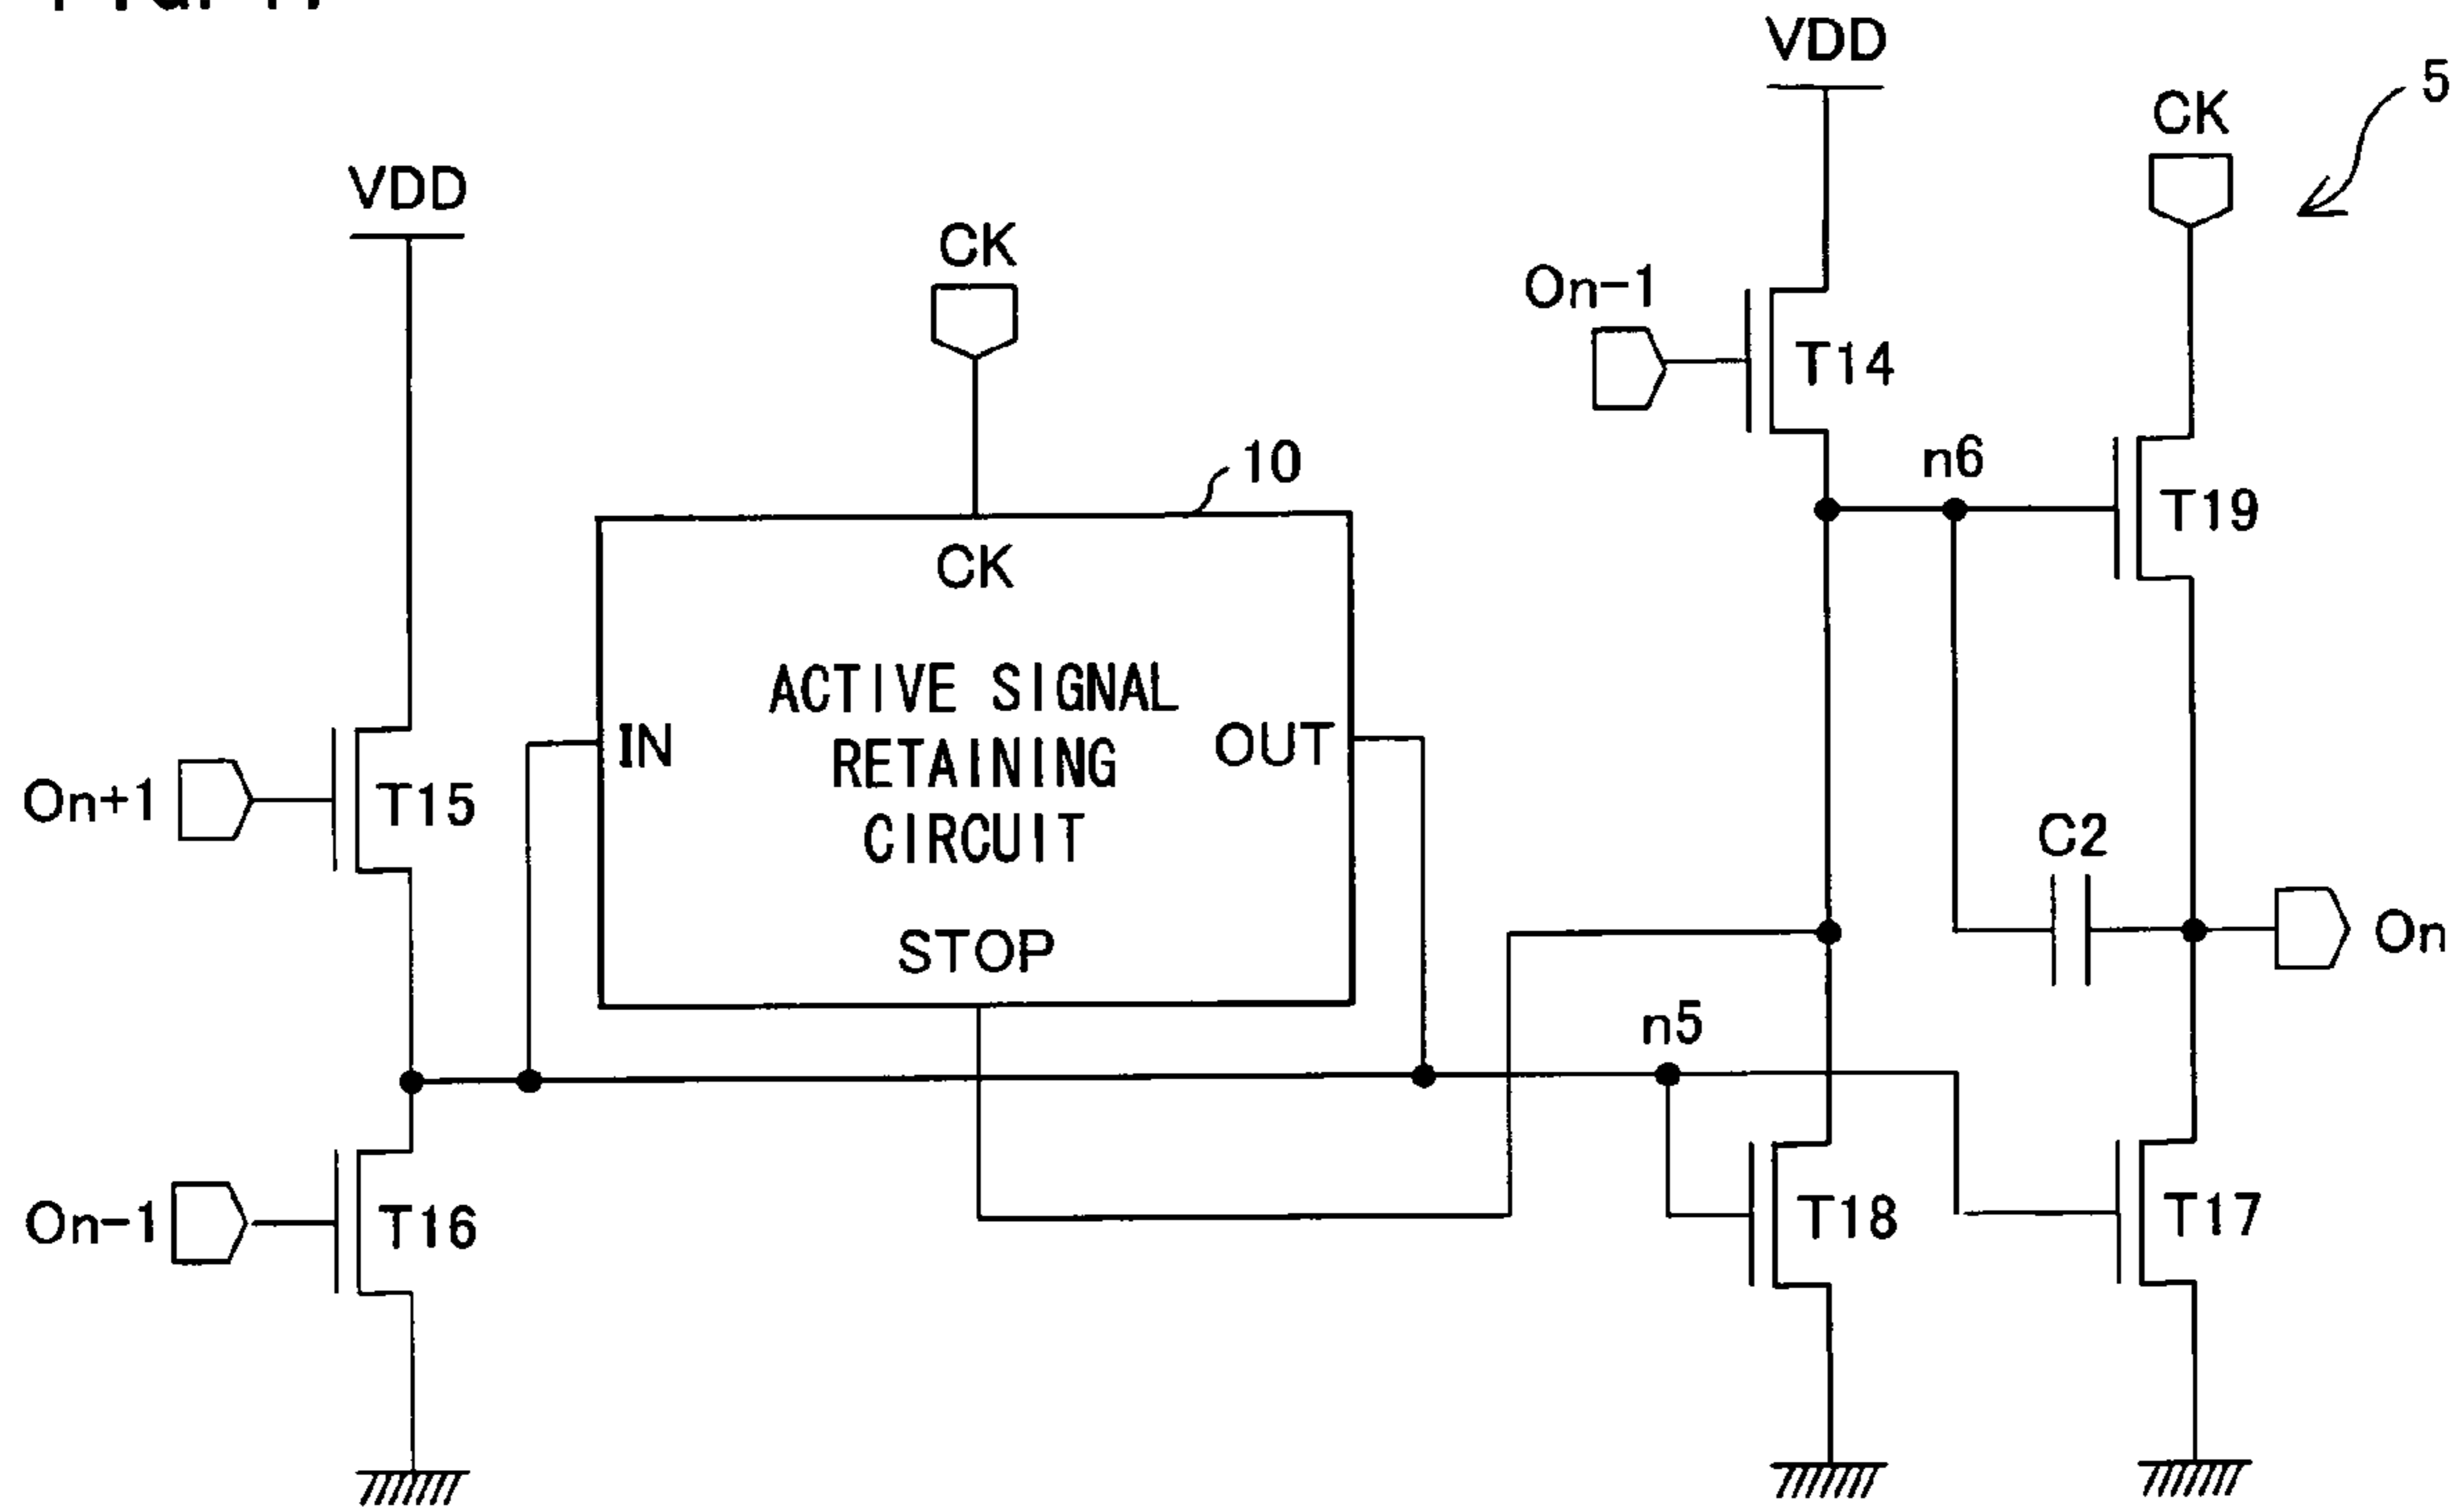 VDD
5
CK
VDD
CK
On-1
T14
10
n6
T19
CK
ACTIVE SIGNAL
RETAINING
CIRCUIT
IN
OUT
On+1
T15
C2
STOP
On
n5
On-1
T16
T18
T17